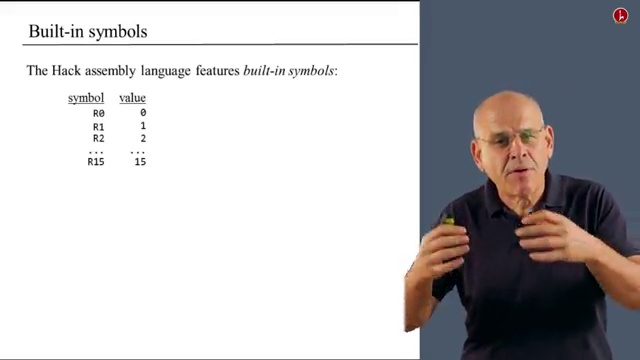 Built-in symbols
The Hack assembly language features built-in symbols:
symbol value
R0 0
R1 1
R2 2
... ...
R15 15